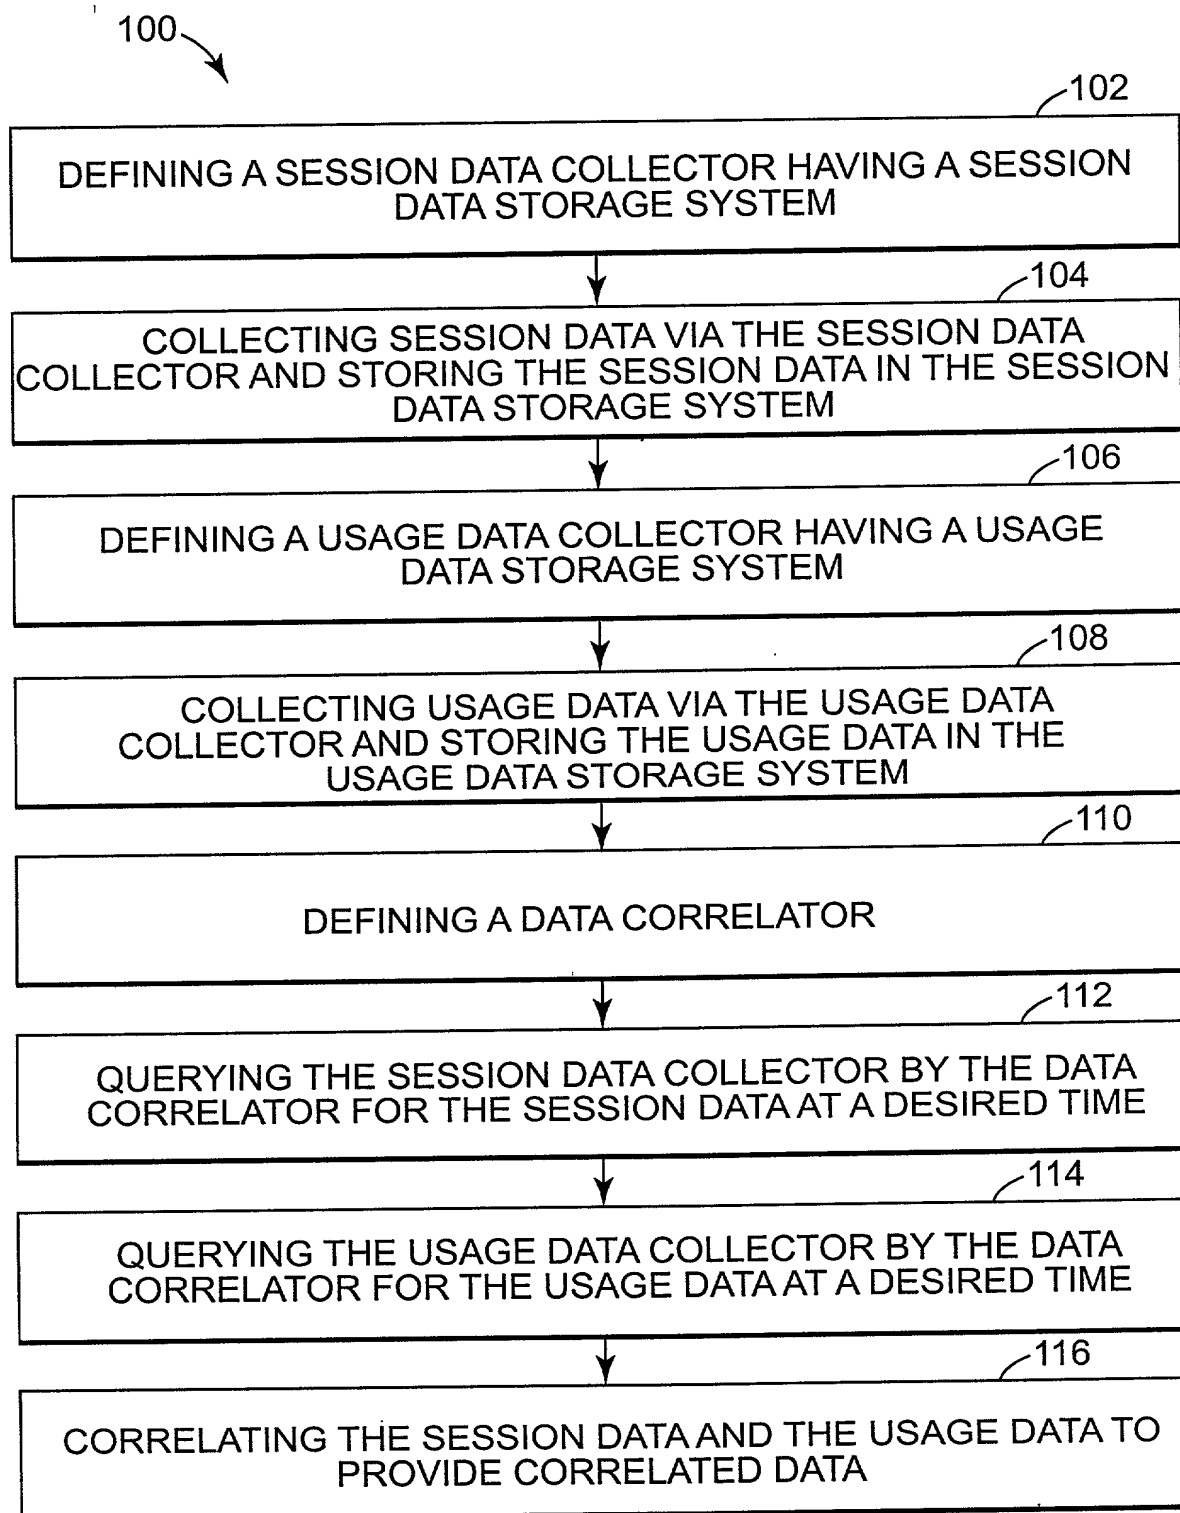 100
102
DEFINING A SESSION DATA COLLECTOR HAVING A SESSION
DATA STORAGE SYSTEM
104
COLLECTING SESSION DATA VIA THE SESSION DATA
COLLECTOR AND STORING THE SESSION DATA IN THE SESSION
DATA STORAGE SYSTEM
106
DEFINING A USAGE DATA COLLECTOR HAVING A USAGE
DATA STORAGE SYSTEM
108
COLLECTING USAGE DATA VIA THE USAGE DATA
COLLECTOR AND STORING THE USAGE DATA IN THE
USAGE DATA STORAGE SYSTEM
110
DEFINING A DATA CORRELATOR
112
QUERYING THE SESSION DATA COLLECTOR BY THE DATA
CORRELATOR FOR THE SESSION DATA AT A DESIRED TIME
114
QUERYING THE USAGE DATA COLLECTOR BY THE DATA
CORRELATOR FOR THE USAGE DATA AT A DESIRED TIME
116
CORRELATING THE SESSION DATA AND THE USAGE DATA TO
PROVIDE CORRELATED DATA